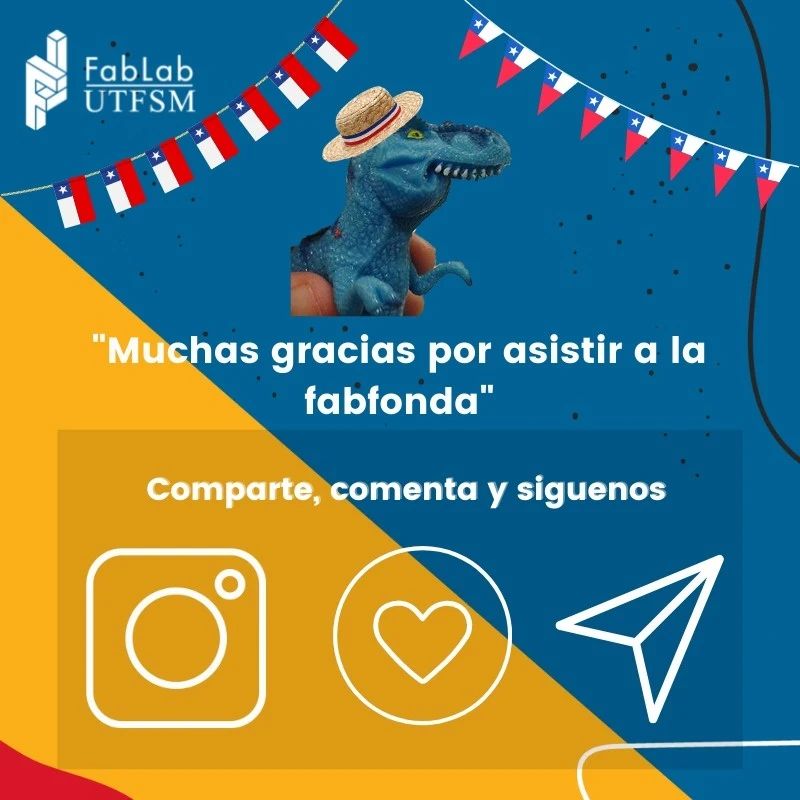 FabLab
UTFSM
"Muchas gracias por asistir a la
fabfonda"
Comparte, comenta y siguenos